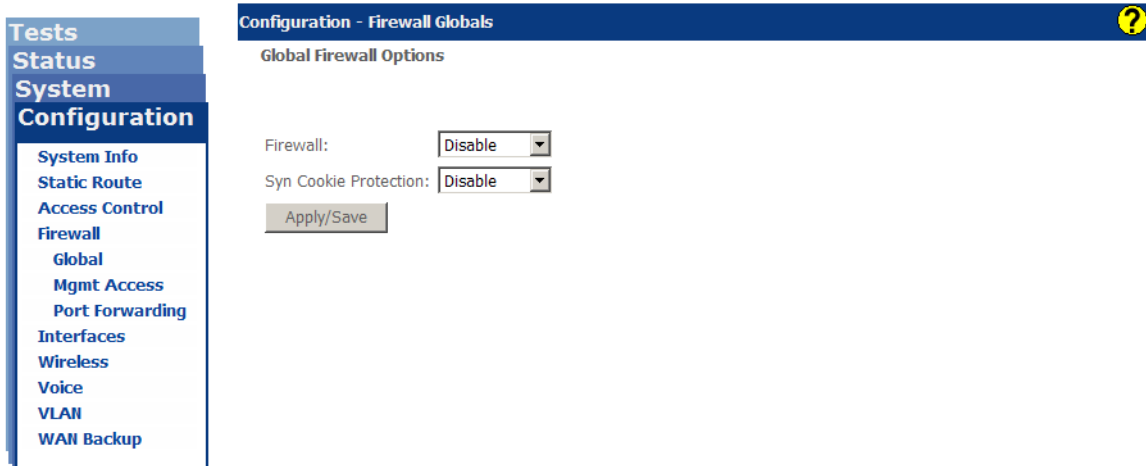 Tests
Status
System
Configuration
System Info
Static Route
Access Control
Firewall
Global
Mgmt Access
Port Forwarding
Interfaces
Wireless
Voice
VLAN
WAN Backup
Configuration - Firewall Globals
?
Global Firewall Options
Firewall: Disable
Syn Cookie Protection: Disable
Apply/Save